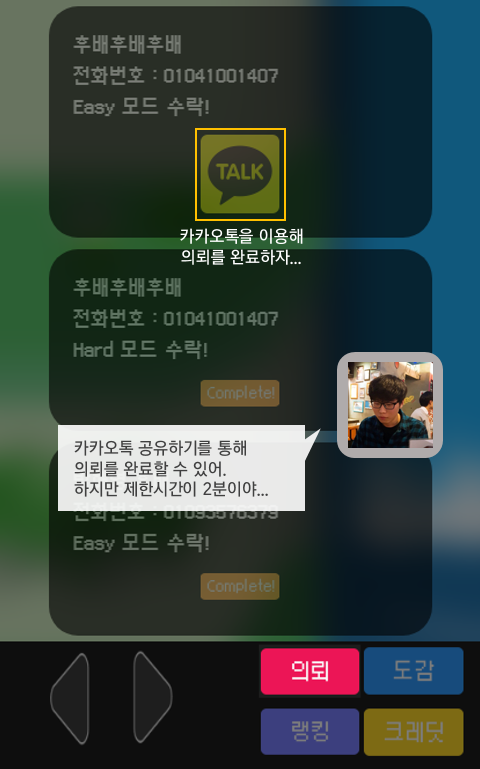 후배후배후배
전화번호 : 01041001407
Easy 모드 수락!
TALK
카카오톡을 이용해
의뢰를 완료하자...
후배후배후배
전화번호 : 01041001407
Hard 모드 수락!
Complete!
카카오톡 공유하기를 통해
의뢰를 완료할 수 있어.
하지만 제한시간이 2분이야...
전화번호 :
Easy 모드 수락!
Complete!
의뢰
도감
랭킹
크레딧